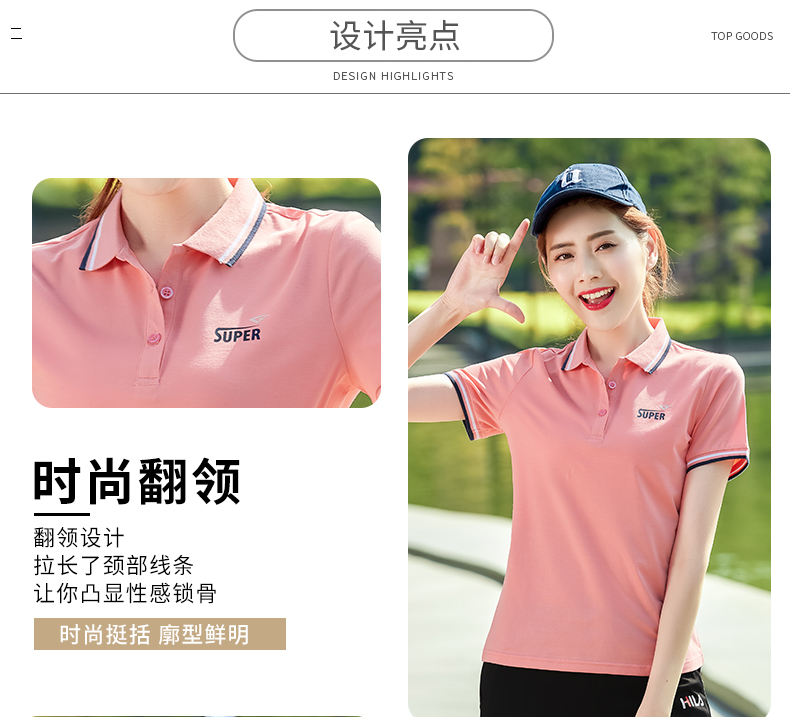 设计亮点
DESIGN HIGHLIGHTS
TOP GOODS
SUPER
SUPER
时尚翻领
翻领设计
拉长了颈部线条
让你凸显性感锁骨
时尚挺括 廓型鲜明